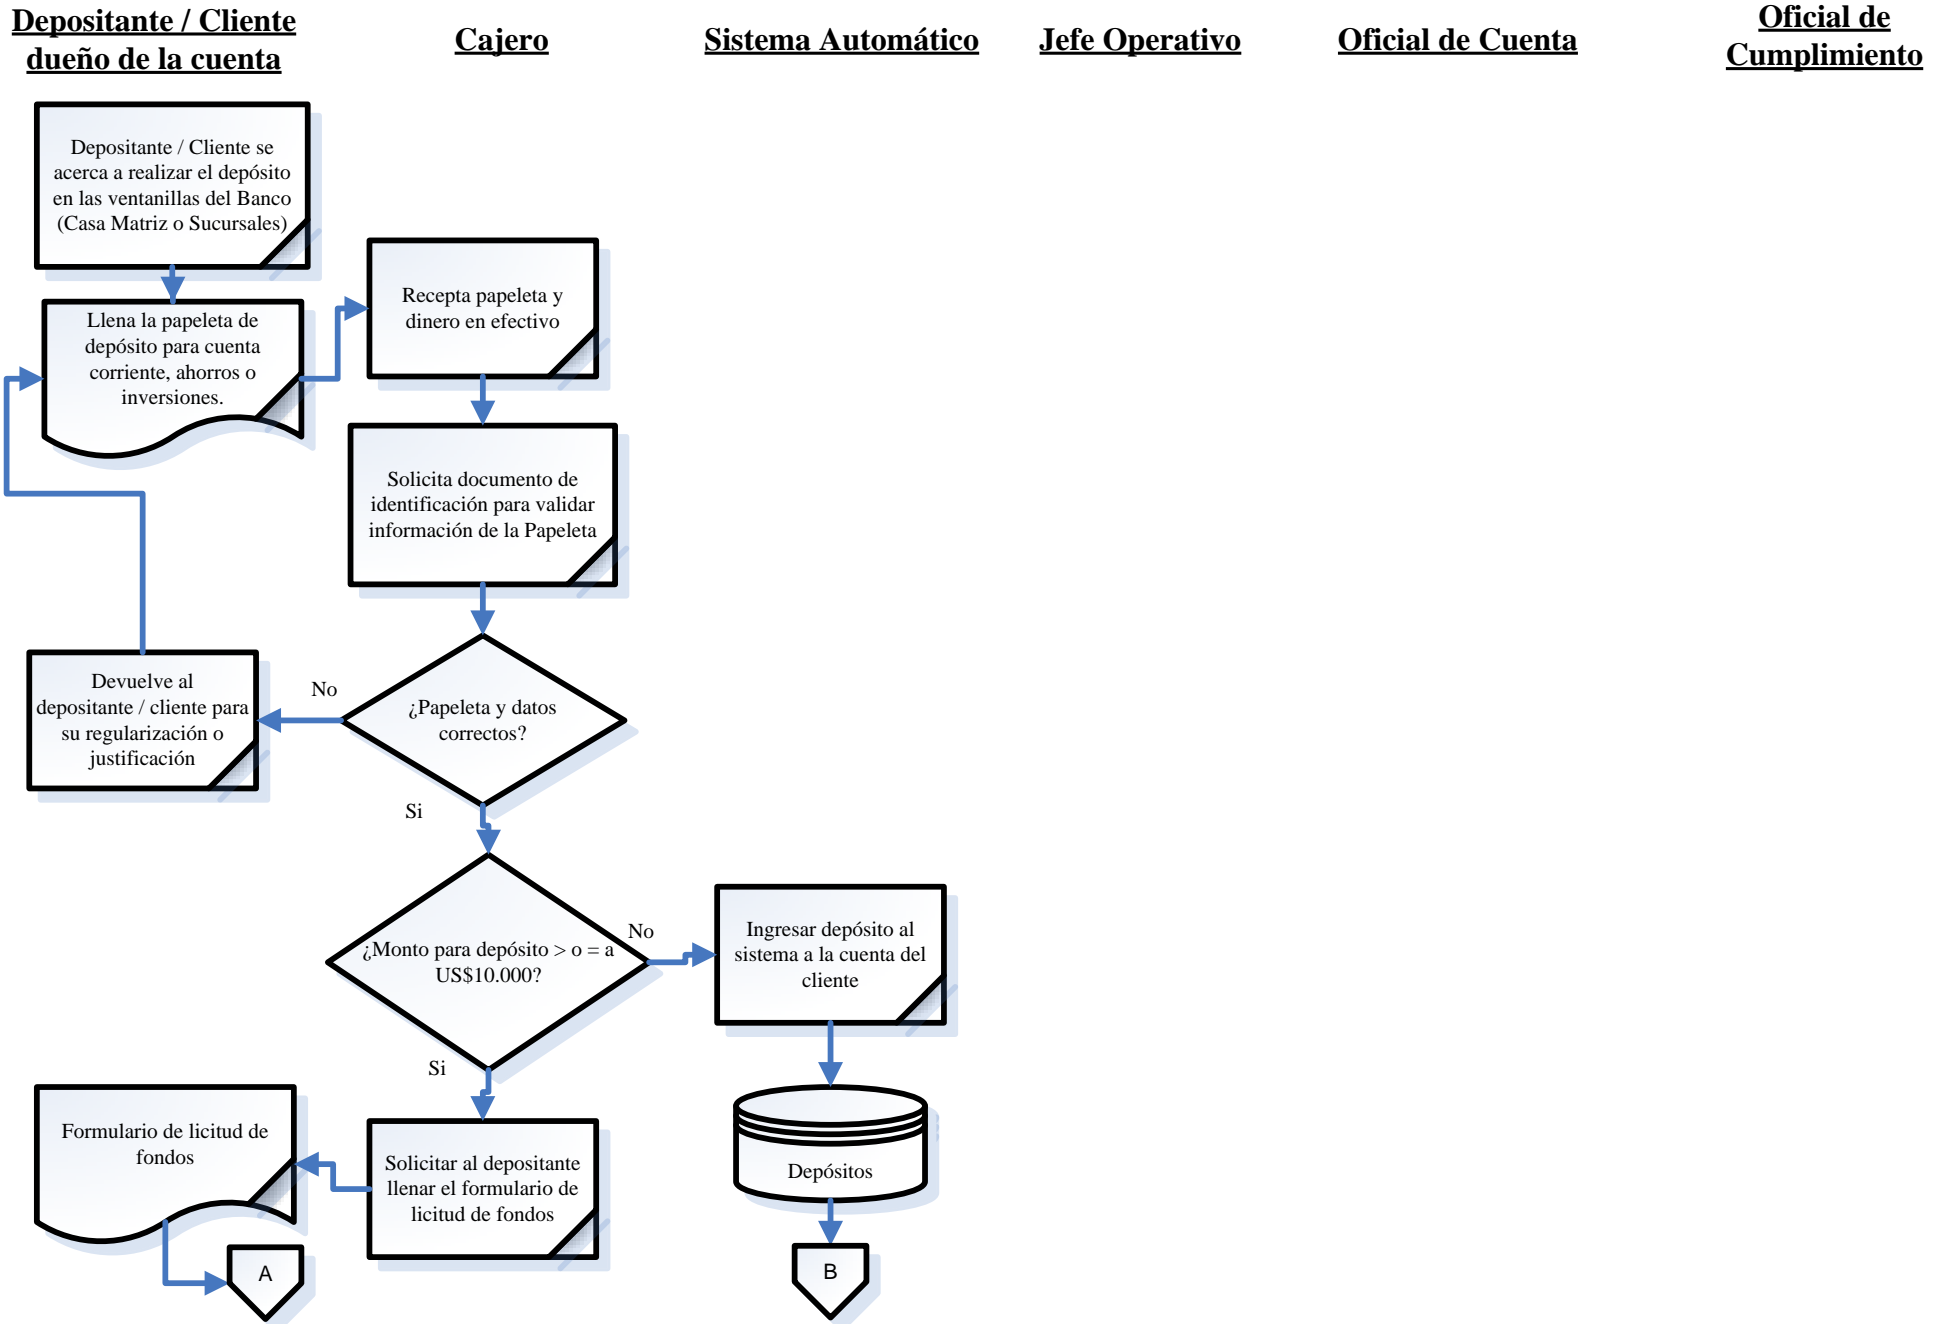 Depositante / Cliente
dueño de la cuenta
Cajero
Sistema Automático
Jefe Operativo
Oficial de Cuenta
Oficial de
Cumplimiento
Depositante / Cliente se
acerca a realizar el depósito
en las ventanillas del Banco
(Casa Matriz o Sucursales)
Llena la papeleta de
depósito para cuenta
corriente, ahorros o
inversiones.
Recepta papeleta y
dinero en efectivo
Solicita documento de
identificación para validar
información de la Papeleta
¿Papeleta y datos
correctos?
No
Devuelve al
depositante / cliente para
su regularización o
justificación
Si
¿Monto para depósito > o = a
US$10.000?
No
Ingresar depósito al
sistema a la cuenta del
cliente
Si
Depósitos
Solicitar al depositante
llenar el formulario de
licitud de fondos
Formulario de licitud de
fondos
A
B